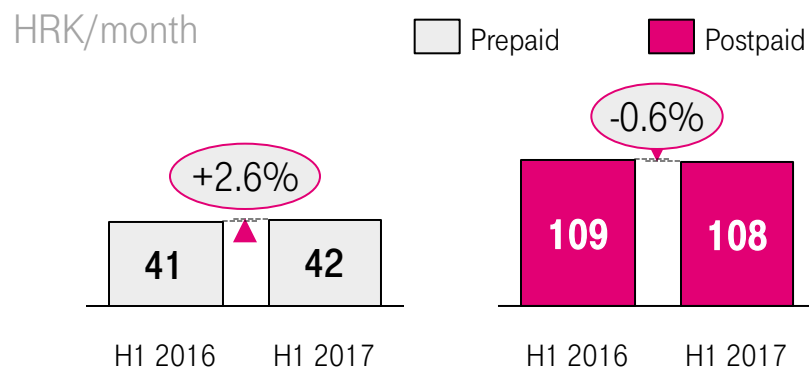 HRK/month
Prepaid Postpaid
+2.6%
-0.6%
41 42
109 108
H1 2016 H1 2017
H1 2016 H1 2017